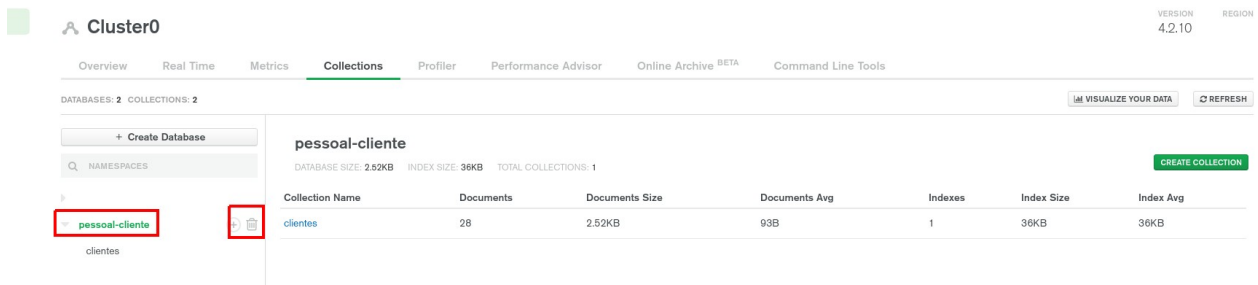 Cluster0
VERSION REGION
4.2.10
Overview Real Time Metrics Collections Profiler Performance Advisor Online Archive BETA Command Line Tools
DATABASES: 2 COLLECTIONS: 2
VISUALIZE YOUR DATA REFRESH
+ Create Database
NAMESPACES
pessoal-cliente
clientes
pessoal-cliente
DATABASE SIZE: 2.52KB INDEX SIZE: 36KB TOTAL COLLECTIONS: 1
CREATE COLLECTION
Collection Name Documents Documents Size Documents Avg Indexes Index Size Index Avg
clientes 28 2.52KB 93B 1 36KB 36KB